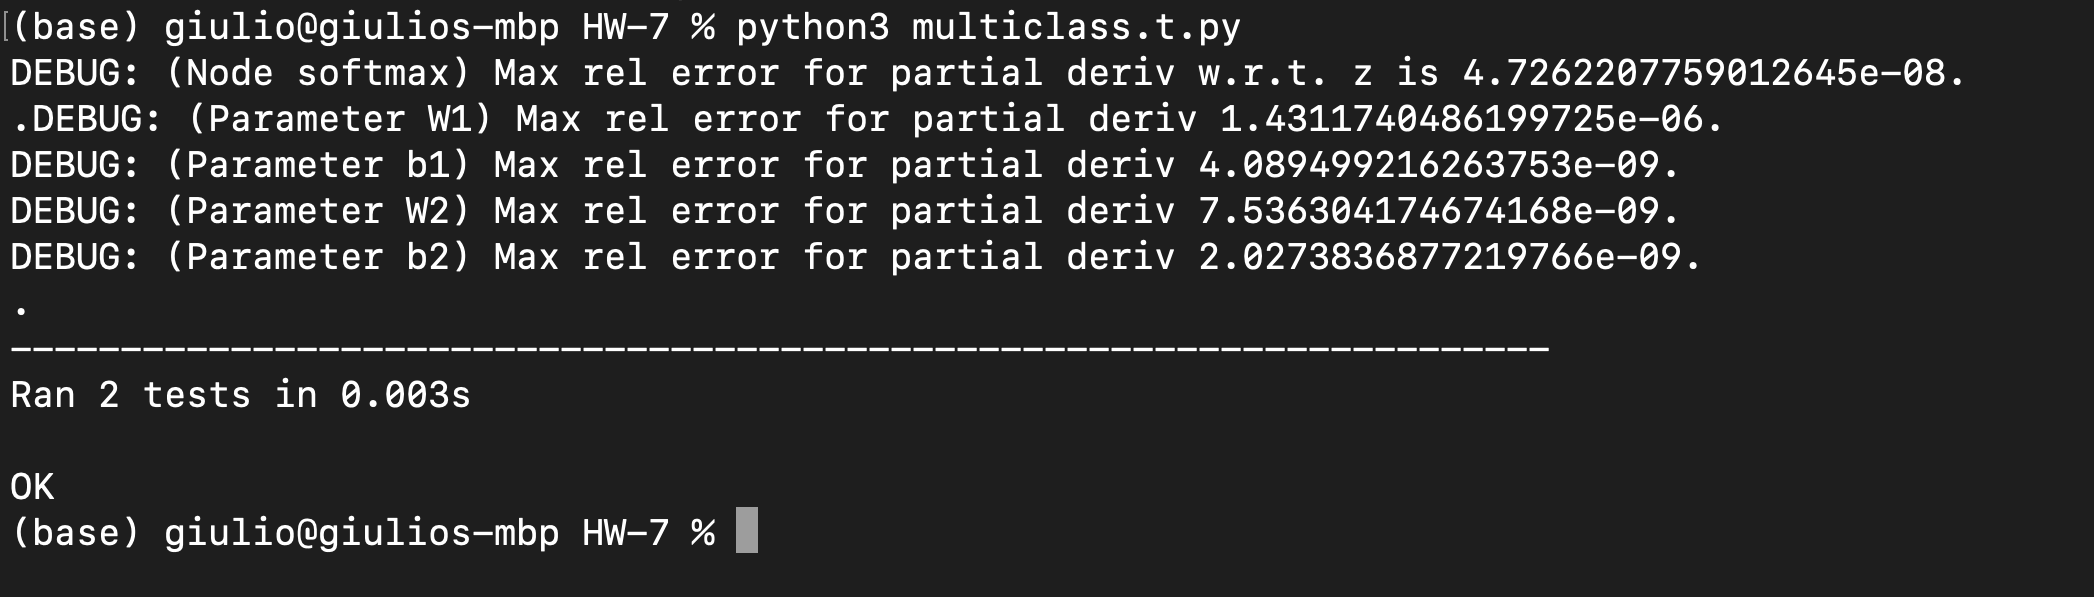 (base) giulio@giulios-mbp HW-7 % python3 multiclass.t.py
DEBUG: (Node softmax) Max rel error for partial deriv w.r.t. z is 4.7262207759012645e-08.
.DEBUG: (Parameter W1) Max rel error for partial deriv 1.4311740486199725e-06.
DEBUG: (Parameter b1) Max rel error for partial deriv 4.089499216263753e-09.
DEBUG: (Parameter W2) Max rel error for partial deriv 7.536304174674168e-09.
DEBUG: (Parameter b2) Max rel error for partial deriv 2.0273836877219766e-09.
.
----------------------------------------------------------------------
Ran 2 tests in 0.003s
OK
(base) giulio@giulios-mbp HW-7 %